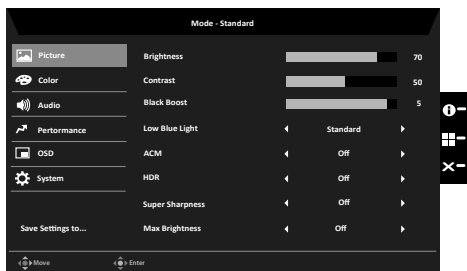 Mode - Standard
Picture
Brightness 70
Color
Contrast 50
Audio
Black Boost 5
Pertormance
Low Blue Light Standard
OSD
ACM Off
System
HDR Off
Super Sharpness Off
Save Settings to...
Max Brightness Off
Move
Enter